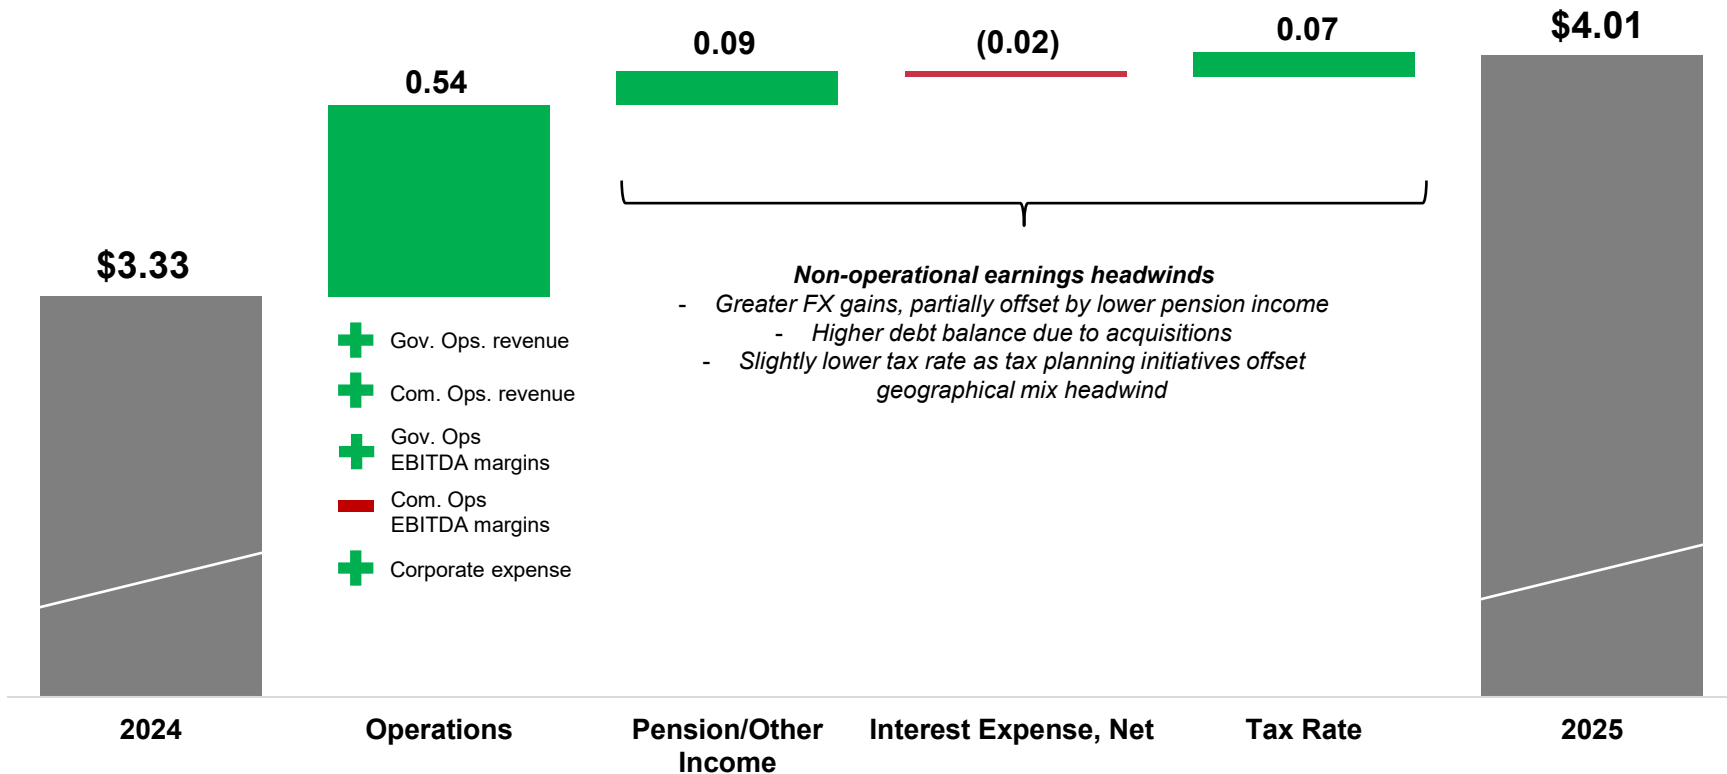 $3.33
0.54
0.09
(0.02)
0.07
$4.01
Gov. Ops. revenue
Com. Ops. revenue
Gov. Ops
EBITDA margins
Com. Ops
EBITDA margins
Corporate expense
Non-operational earnings headwinds
- Greater FX gains, partially offset by lower pension income
- Higher debt balance due to acquisitions
- Slightly lower tax rate as tax planning initiatives offset
geographical mix headwind
2024
Operations
Pension/Other
Income
Interest Expense, Net
Tax Rate
2025